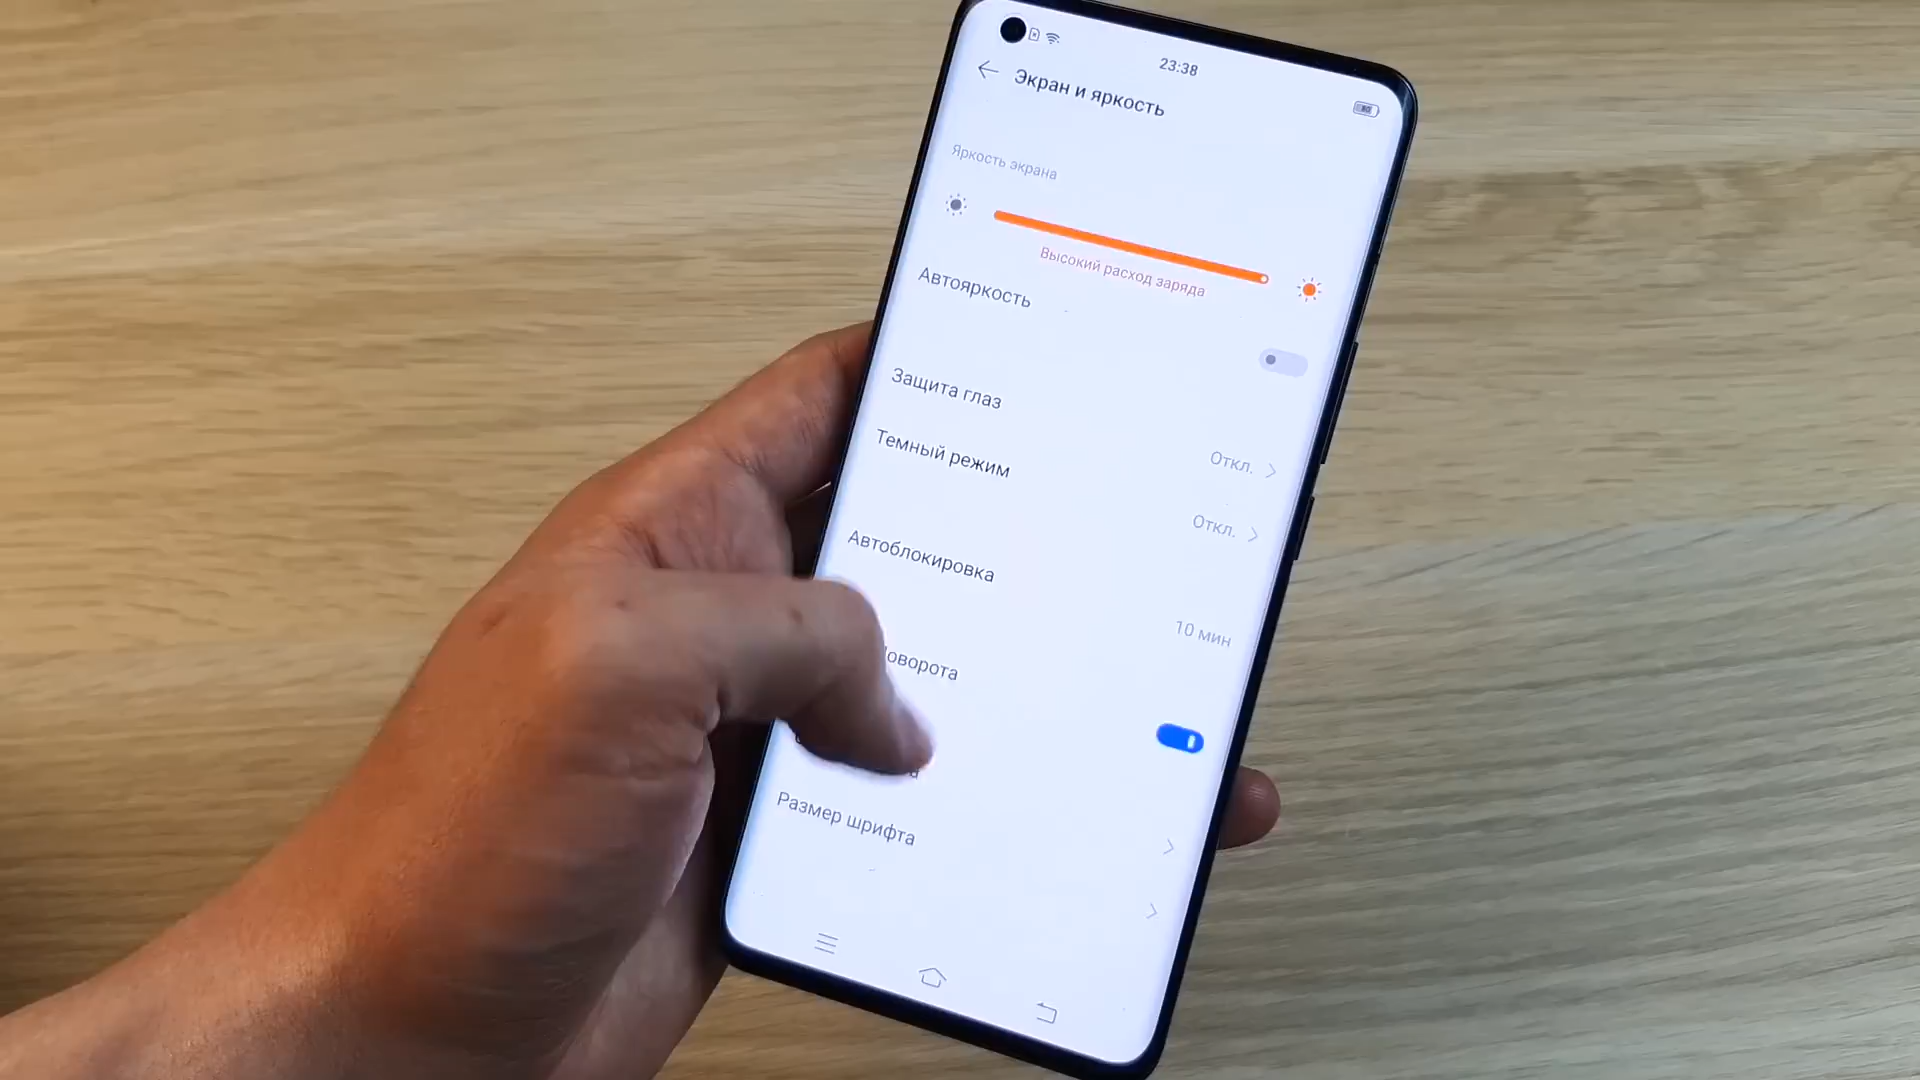 23:38
Экран и яркость
80
Яркость экрана
Высокий расход заряда
Автояркость
Защита глаз
Откл.
Темный режим
Откл.
Автоблокировка
10 мин
Размер шрифта